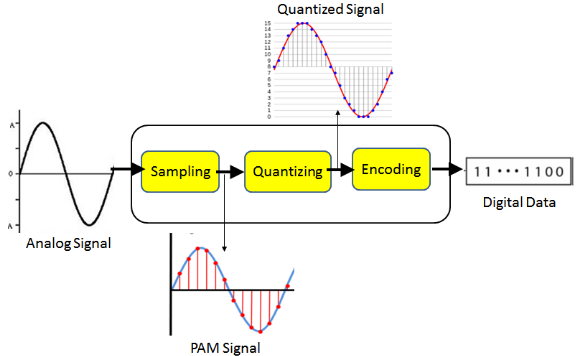 Quantized Signal
15
14
13
12
11
10
9
8
7
6
5
4
3
2
1
0
A
0
A
Sampling
Quantizing
Encoding
11•••1100
Digital Data
Analog Signal
PAM Signal